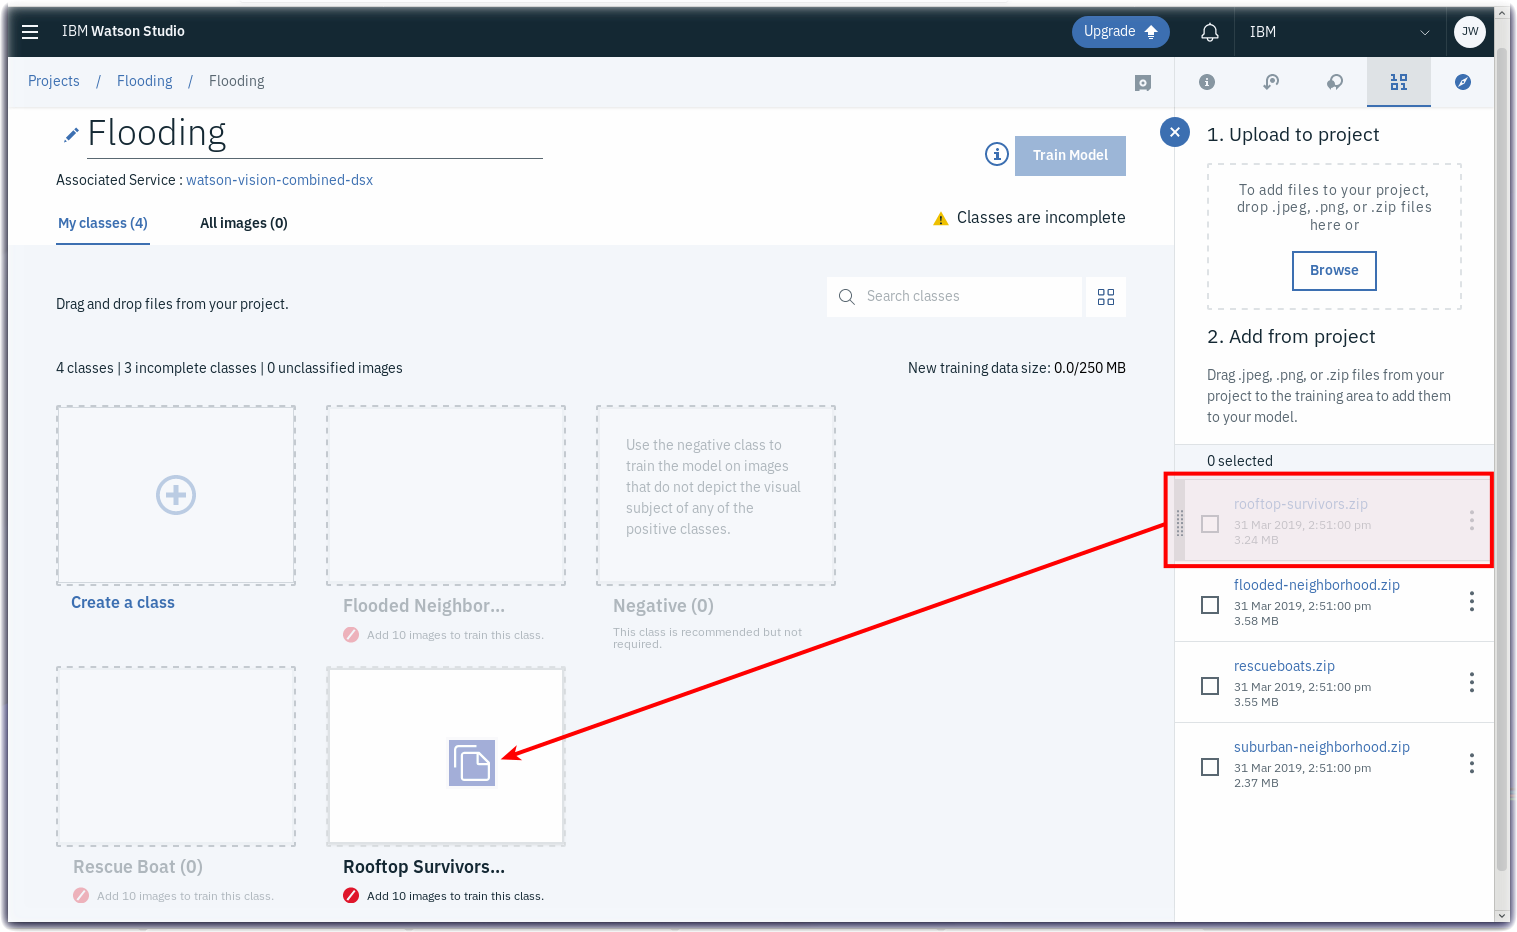 IBM Watson Studio
Upgrade
IBM
JW
Projects / Flooding / Flooding
Flooding
Train Model
Associated Service : watson-vision-combined-dsx
My classes (4)
All images (0)
Classes are incomplete
Drag and drop files from your project.
Search classes
4 classes | 3 incomplete classes | 0 unclassified images
New training data size: 0.0/250 MB
Create a class
Flooded Neighbor...
Add 10 images to train this class.
Use the negative class to
train the model on images
that do not depict the visual
subject of any of the
positive classes.
Negative (0)
This class is recommended but not
required.
Rescue Boat (0)
Add 10 images to train this class.
Rooftop Survivors...
Add 10 images to train this class.
1. Upload to project
To add files to your project,
drop .jpeg, .png, or .zip files
here or
Browse
2. Add from project
Drag .jpeg, .png, or .zip files from your
project to the training area to add them
to your model.
0 selected
rooftop-survivors.zip
31 Mar 2019, 2:51:00 pm
3.24 MB
flooded-neighborhood.zip
31 Mar 2019, 2:51:00 pm
3.58 MB
rescueboats.zip
31 Mar 2019, 2:51:00 pm
3.55 MB
suburban-neighborhood.zip
31 Mar 2019, 2:51:00 pm
2.37 MB